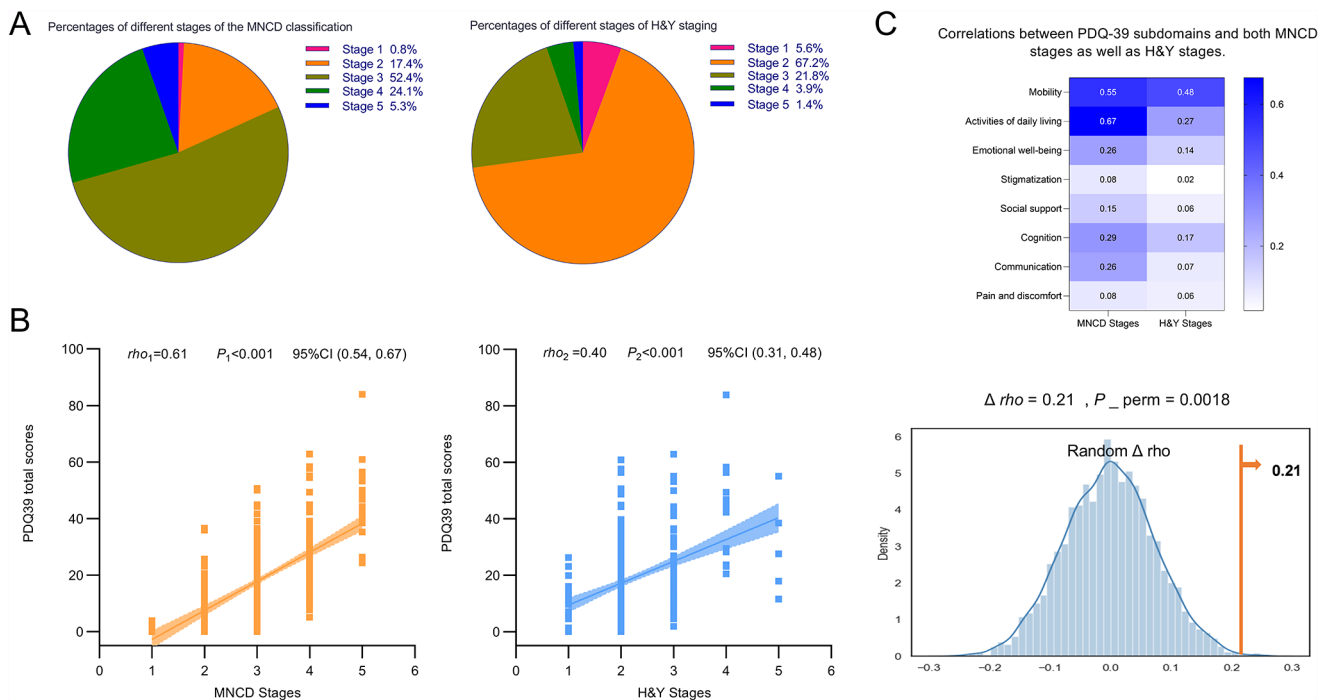 A
Percentages of different stages of the MNCD classification
Stage 1 0.8%
Stage 2 17.4%
Stage 3 52.4%
Stage 4 24.1%
Stage 5 5.3%
Percentages of different stages of H&Y staging
Stage 1 5.6%
Stage 2 67.2%
Stage 3 21.8%
Stage 4 3.9%
Stage 5 1.4%
C
Correlations between PDQ-39 subdomains and both MNCD
stages as well as H&Y stages.
Mobility 0.55 0.48
Activities of daily living 0.67 0.27
Emotional well-being 0.26 0.14
Stigmatization 0.08 0.02
Social support 0.15 0.06
Cognition 0.29 0.17
Communication 0.26 0.07
Pain and discomfort 0.08 0.06
MNCD Stages H&Y Stages
0.6
0.4
0.2
B
rho1=0.61 P1<0.001 95%CI (0.54, 0.67)
PDQ39 total scores
100
80
60
40
20
0
0 1 2 3 4 5 6
MNCD Stages
rho2 =0.40 P2<0.001 95%CI (0.31, 0.48)
PDQ39 total scores
100
80
60
40
20
0
0 1 2 3 4 5 6
H&Y Stages
Δ rho = 0.21 , P _ perm = 0.0018
Random Δ rho
0.21
Density
6
5
4
3
2
1
0
-0.3 -0.2 -0.1 0.0 0.1 0.2 0.3